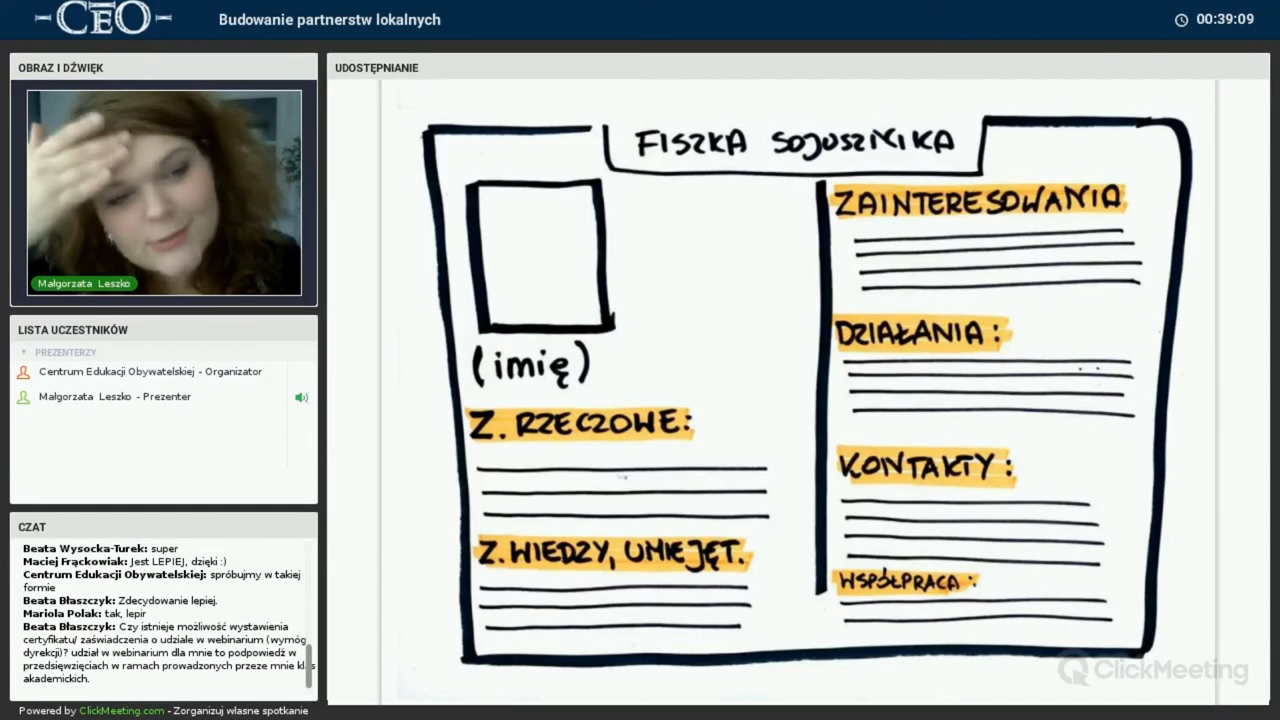 CEO
Budowanie partnerstw lokalnych
00:39:09
OBRAZ I DŹWIĘK
Małgorzata Leszko
LISTA UCZESTNIKÓW
PREZENTERZY
Centrum Edukacji Obywatelskiej - Organizator
Małgorzata Leszko - Prezenter
CZAT
Beata Wysocka-Turek: super
Maciej Frąckowiak: Jest LEPIEJ, dzięki :)
Centrum Edukacji Obywatelskiej: spróbujmy w takiej
formie
Beata Błaszczyk: Zdecydowanie lepiej.
Mariola Polak: tak, lepir
Beata Błaszczyk: Czy istnieje możliwość wystawienia
certyfikatu/ zaświadczenia o udziale w webinarium (wymóg
dyrekcji)? udział w webinarium dla mnie to podpowiedź w
przedsięwzięciach w ramach prowadzonych przeze mnie klas
akademickich.
Powered by ClickMeeting.com - Zorganizuj własne spotkanie
UDOSTĘPNIANIE
FISZKA SOJUSZNIKA
(imię)
Z. RZECZOWE:
Z. WIEDZY, UMIEJĘT.
ZAINTERESOWANIA
DZIAŁANIA:
KONTAKTY:
WSPÓŁPRACA:
ClickMeeting